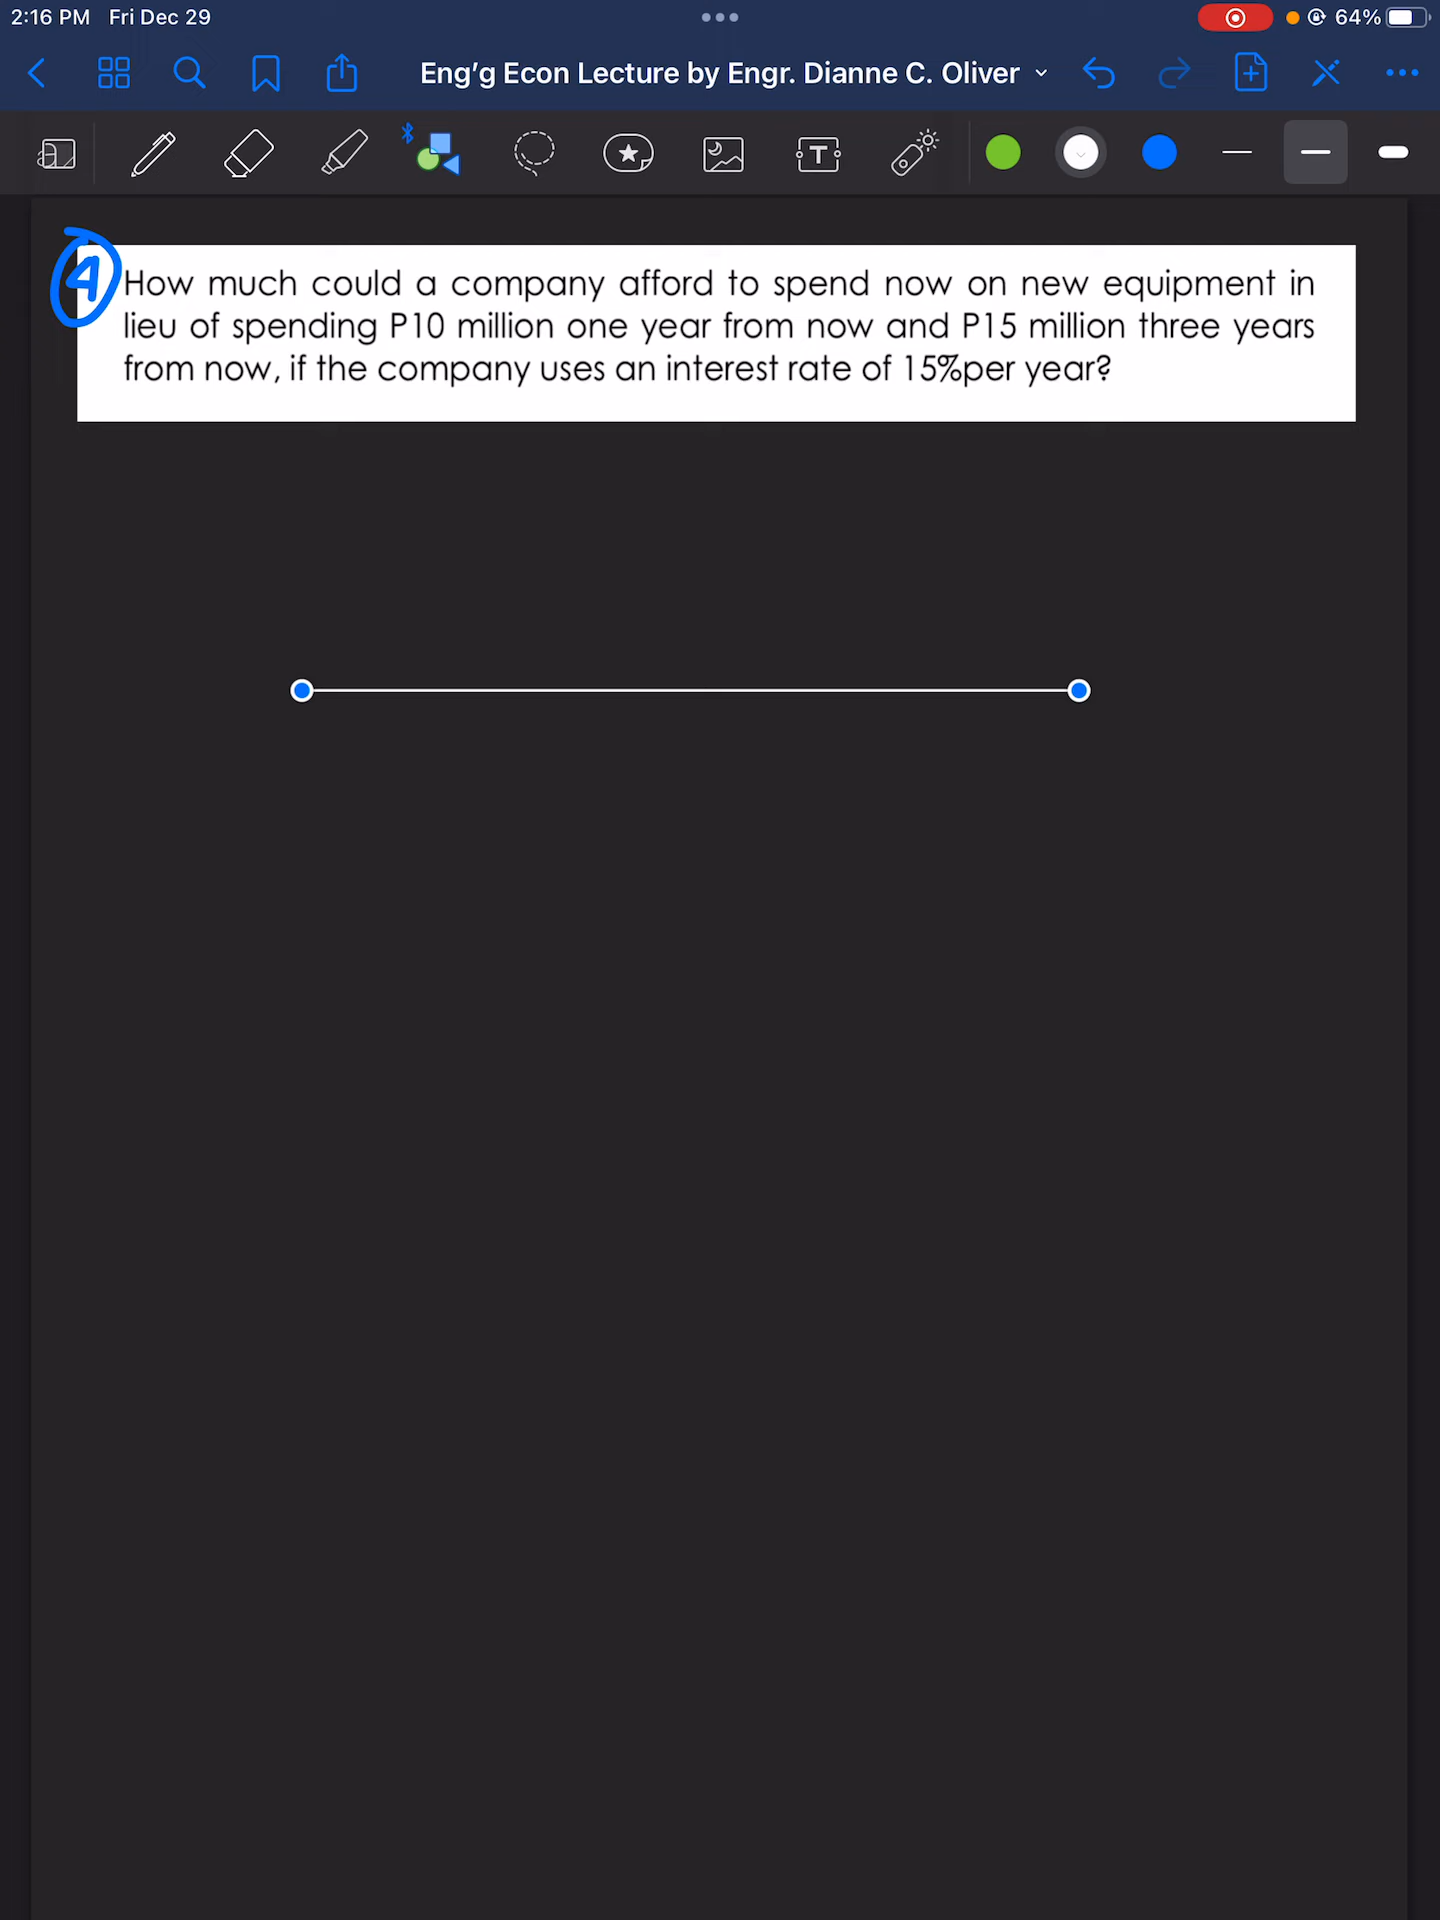 2:16 PM Fri Dec 29
64%
Eng'g Econ Lecture by Engr. Dianne C. Oliver
T
4
How much could a company afford to spend now on new equipment in
lieu of spending P10 million one year from now and P15 million three years
from now, if the company uses an interest rate of 15%per year?